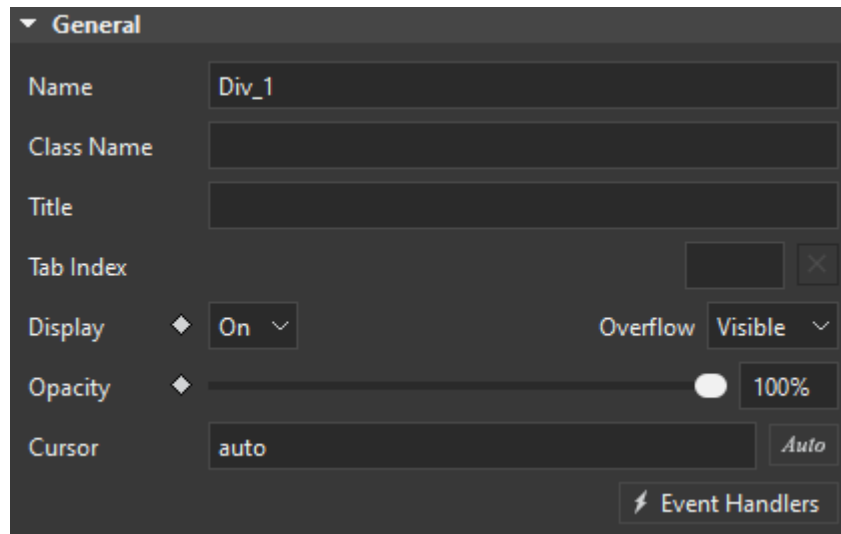 General
Name Div_1
Class Name
Title
Tab Index
Display On Overflow Visible
Opacity 100%
Cursor auto Auto
Event Handlers